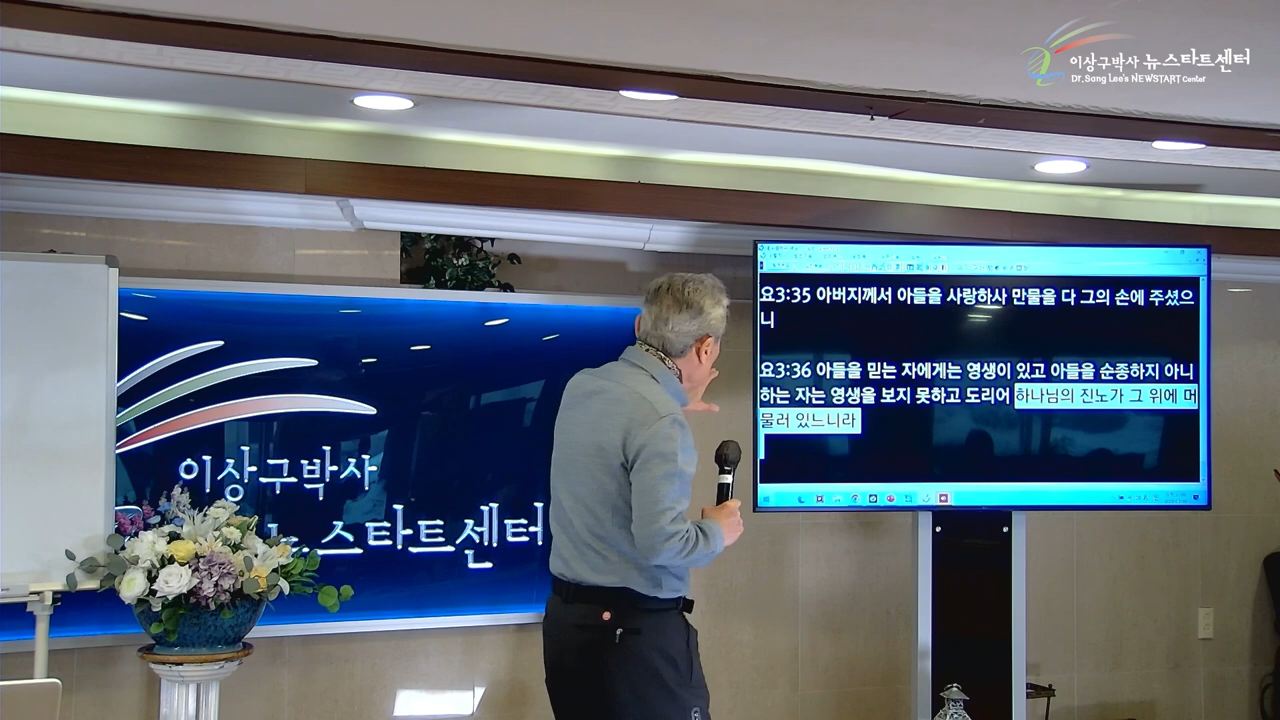 이상구박사 뉴스타트센터
Dr. Sang Lee's NEWSTART Center
요3:35 아버지께서 아들을 사랑하사 만물을 다 그의 손에 주셨으
니
요3:36 아들을 믿는 자에게는 영생이 있고 아들을 순종하지 아니
하는 자는 영생을 보지 못하고 도리어 하나님의 진노가 그 위에 머
물러 있느니라
이상구박사
스타트센터